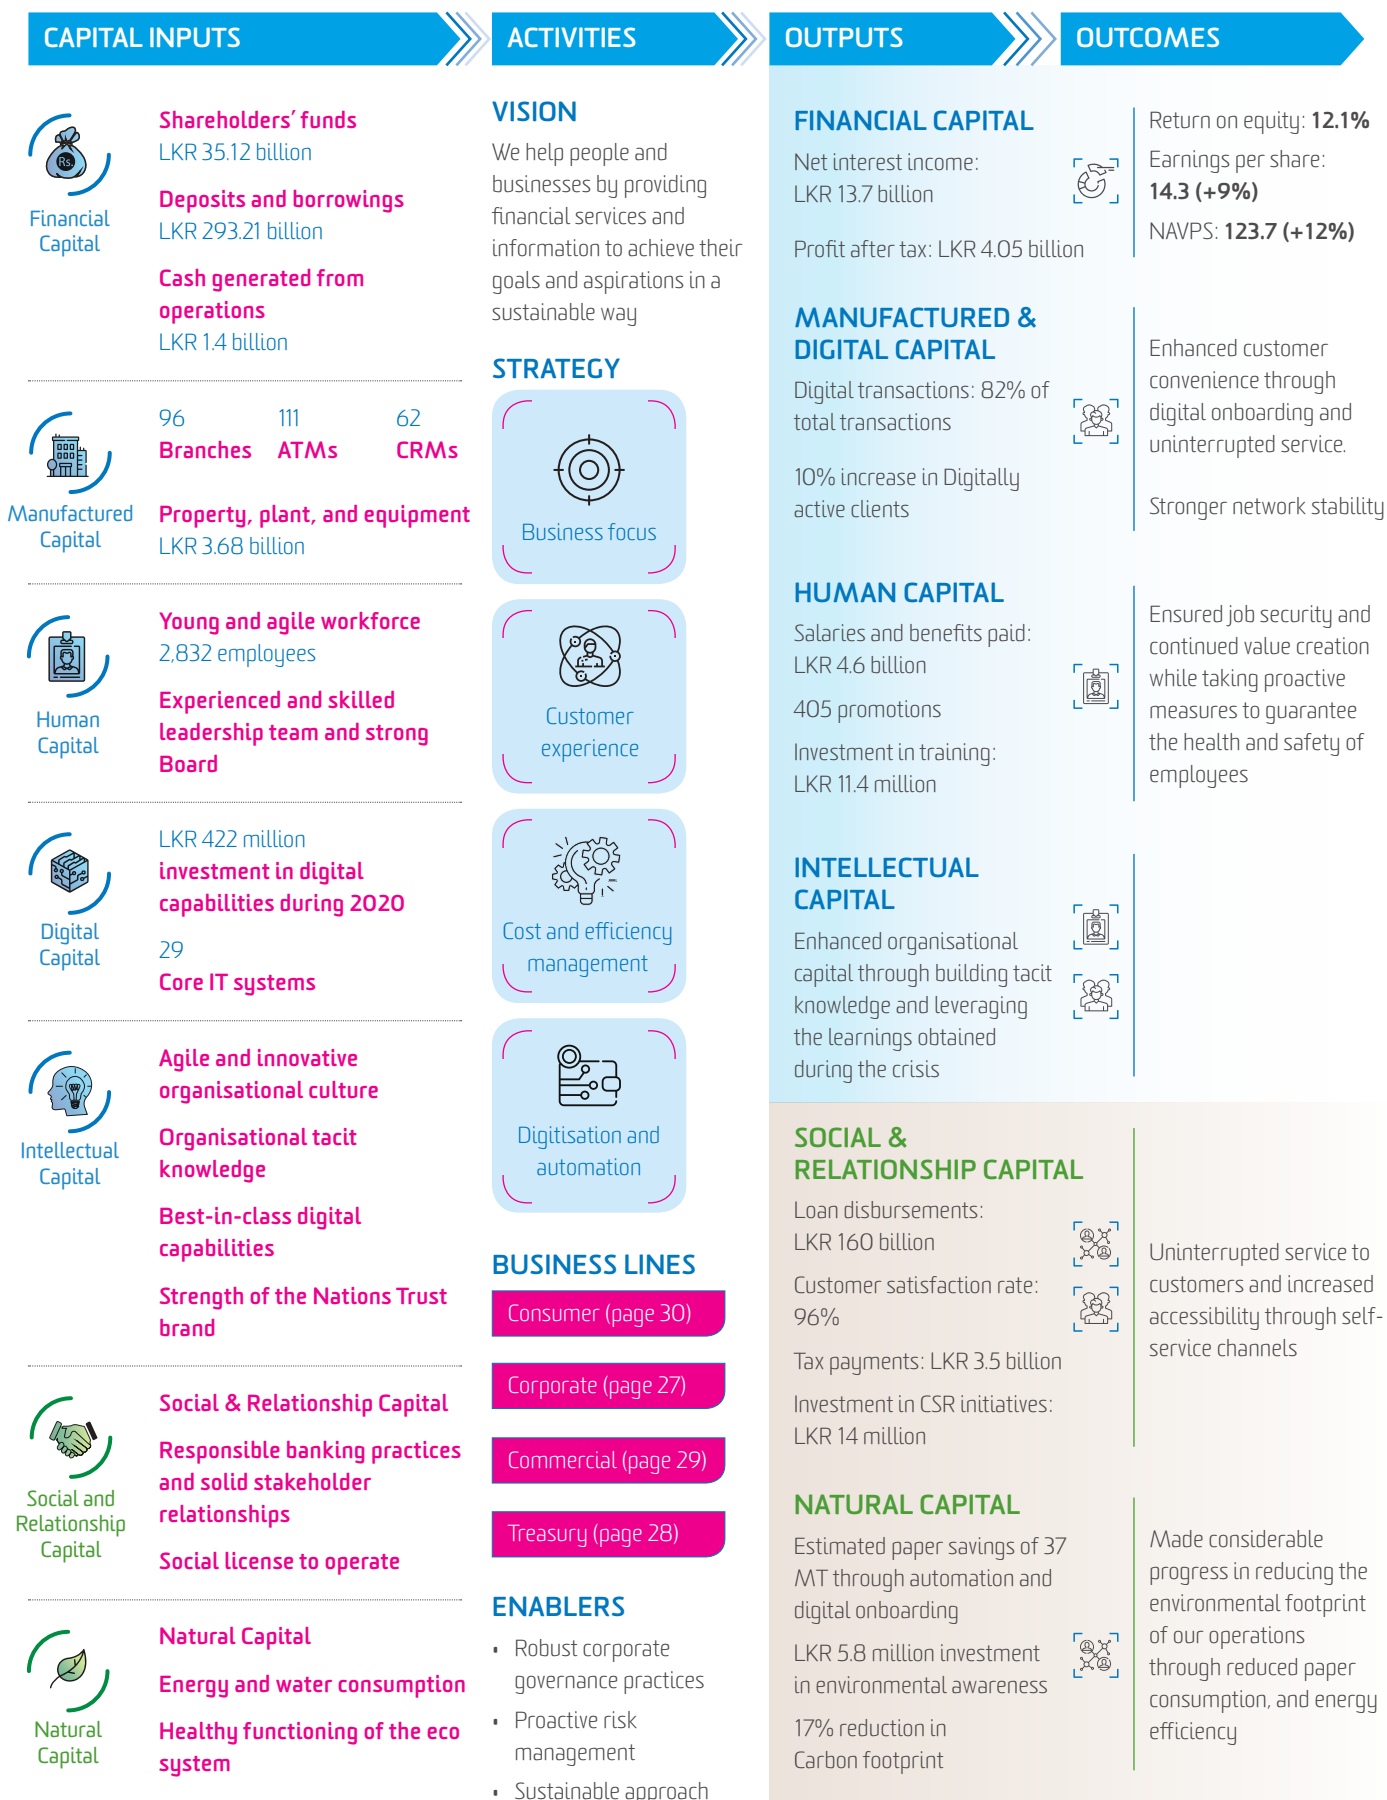 CAPITAL INPUTS
ACTIVITIES
OUTPUTS
OUTCOMES
Rs.
Financial
Capital
Shareholders’ funds
LKR 35.12 billion
Deposits and borrowings
LKR 293.21 billion
Cash generated from
operations
LKR 1.4 billion
Manufactured
Capital
96 111 62
Branches ATMs CRMs
Property, plant, and equipment
LKR 3.68 billion
Human
Capital
Young and agile workforce
2,832 employees
Experienced and skilled
leadership team and strong
Board
Digital
Capital
LKR 422 million
investment in digital
capabilities during 2020
29
Core IT systems
Intellectual
Capital
Agile and innovative
organisational culture
Organisational tacit
knowledge
Best-in-class digital
capabilities
Strength of the Nations Trust
brand
Social and
Relationship
Capital
Social & Relationship Capital
Responsible banking practices
and solid stakeholder
relationships
Social license to operate
Natural
Capital
Natural Capital
Energy and water consumption
Healthy functioning of the eco
system
VISION
We help people and
businesses by providing
financial services and
information to achieve their
goals and aspirations in a
sustainable way
STRATEGY
Business focus
Customer
experience
Cost and efficiency
management
Digitisation and
automation
BUSINESS LINES
Consumer (page 30)
Corporate (page 27)
Commercial (page 29)
Treasury (page 28)
ENABLERS
• Robust corporate
governance practices
• Proactive risk
management
• Sustainable approach
FINANCIAL CAPITAL
Net interest income:
LKR 13.7 billion
Profit after tax: LKR 4.05 billion
Return on equity: 12.1%
Earnings per share:
14.3 (+9%)
NAVPS: 123.7 (+12%)
MANUFACTURED &
DIGITAL CAPITAL
Digital transactions: 82% of
total transactions
10% increase in Digitally
active clients
Enhanced customer
convenience through
digital onboarding and
uninterrupted service.
Stronger network stability
HUMAN CAPITAL
Salaries and benefits paid:
LKR 4.6 billion
405 promotions
Investment in training:
LKR 11.4 million
Ensured job security and
continued value creation
while taking proactive
measures to guarantee
the health and safety of
employees
INTELLECTUAL
CAPITAL
Enhanced organisational
capital through building tacit
knowledge and leveraging
the learnings obtained
during the crisis
SOCIAL &
RELATIONSHIP CAPITAL
Loan disbursements:
LKR 160 billion
Customer satisfaction rate:
96%
Tax payments: LKR 3.5 billion
Investment in CSR initiatives:
LKR 14 million
Uninterrupted service to
customers and increased
accessibility through self-
service channels
NATURAL CAPITAL
Estimated paper savings of 37
MT through automation and
digital onboarding
LKR 5.8 million investment
in environmental awareness
17% reduction in
Carbon footprint
Made considerable
progress in reducing the
environmental footprint
of our operations
through reduced paper
consumption, and energy
efficiency